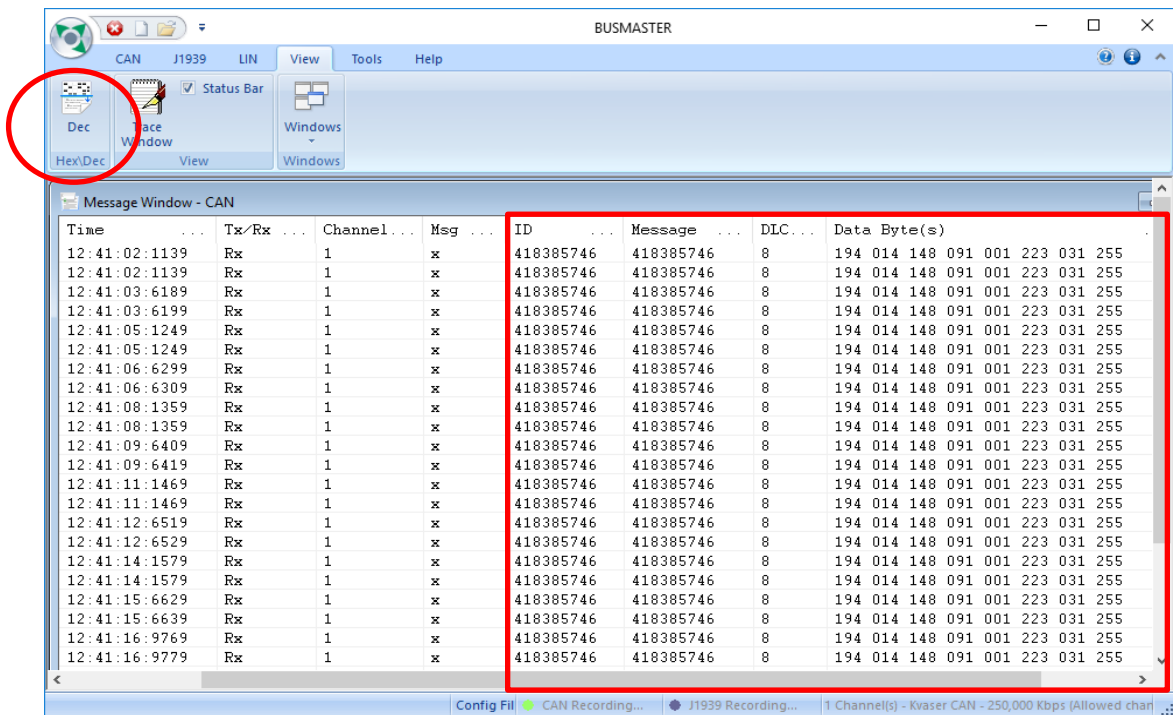 BUSMASTER
CAN J1939 LIN View Tools Help
Dec Trace Window Status Bar Windows
Hex\Dec View Windows
Message Window - CAN
Time ... Tx/Rx ... Channel... Msg ... ID ... Message ... DLC... Data Byte(s) .
12:41:02:1139 Rx 1 x 418385746 418385746 8 194 014 148 091 001 223 031 255
12:41:02:1139 Rx 1 x 418385746 418385746 8 194 014 148 091 001 223 031 255
12:41:03:6189 Rx 1 x 418385746 418385746 8 194 014 148 091 001 223 031 255
12:41:03:6199 Rx 1 x 418385746 418385746 8 194 014 148 091 001 223 031 255
12:41:05:1249 Rx 1 x 418385746 418385746 8 194 014 148 091 001 223 031 255
12:41:05:1249 Rx 1 x 418385746 418385746 8 194 014 148 091 001 223 031 255
12:41:06:6299 Rx 1 x 418385746 418385746 8 194 014 148 091 001 223 031 255
12:41:06:6309 Rx 1 x 418385746 418385746 8 194 014 148 091 001 223 031 255
12:41:08:1359 Rx 1 x 418385746 418385746 8 194 014 148 091 001 223 031 255
12:41:08:1359 Rx 1 x 418385746 418385746 8 194 014 148 091 001 223 031 255
12:41:09:6409 Rx 1 x 418385746 418385746 8 194 014 148 091 001 223 031 255
12:41:09:6419 Rx 1 x 418385746 418385746 8 194 014 148 091 001 223 031 255
12:41:11:1469 Rx 1 x 418385746 418385746 8 194 014 148 091 001 223 031 255
12:41:11:1469 Rx 1 x 418385746 418385746 8 194 014 148 091 001 223 031 255
12:41:12:6519 Rx 1 x 418385746 418385746 8 194 014 148 091 001 223 031 255
12:41:12:6529 Rx 1 x 418385746 418385746 8 194 014 148 091 001 223 031 255
12:41:14:1579 Rx 1 x 418385746 418385746 8 194 014 148 091 001 223 031 255
12:41:14:1579 Rx 1 x 418385746 418385746 8 194 014 148 091 001 223 031 255
12:41:15:6629 Rx 1 x 418385746 418385746 8 194 014 148 091 001 223 031 255
12:41:15:6639 Rx 1 x 418385746 418385746 8 194 014 148 091 001 223 031 255
12:41:16:9769 Rx 1 x 418385746 418385746 8 194 014 148 091 001 223 031 255
12:41:16:9779 Rx 1 x 418385746 418385746 8 194 014 148 091 001 223 031 255
Config Fil CAN Recording... J1939 Recording... 1 Channel(s) - Kvaser CAN - 250,000 Kbps (Allowed chan